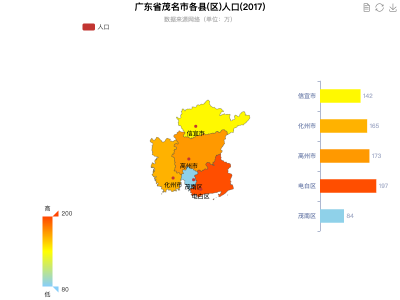 广东省茂名市各县(区)人口(2017)
数据来源网络（单位：万）
人口
信宜市
高州市
化州市
茂南区
电白区
信宜市 142
化州市 165
高州市 173
电白区 197
茂南区 84
高
200
80
低